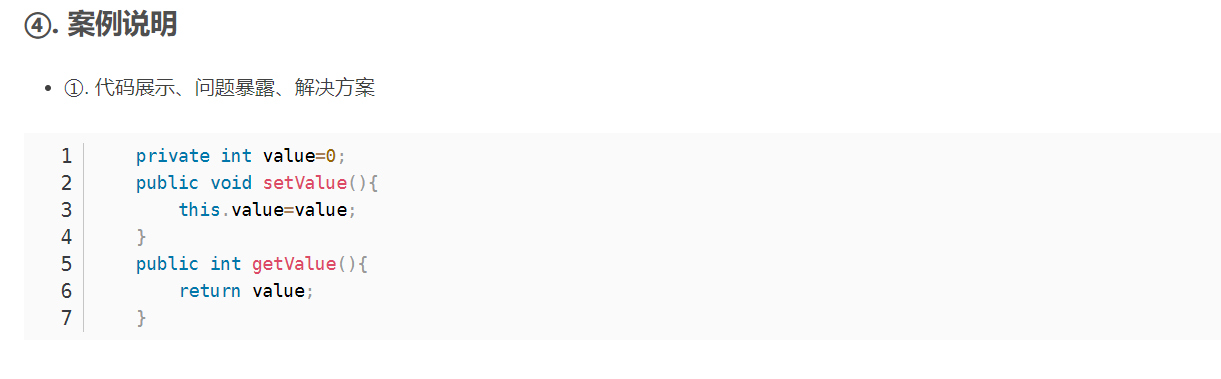 ④. 案例说明
• ①. 代码展示、问题暴露、解决方案
1 private int value=0;
2 public void setValue(){
3 this.value=value;
4 }
5 public int getValue(){
6 return value;
7 }